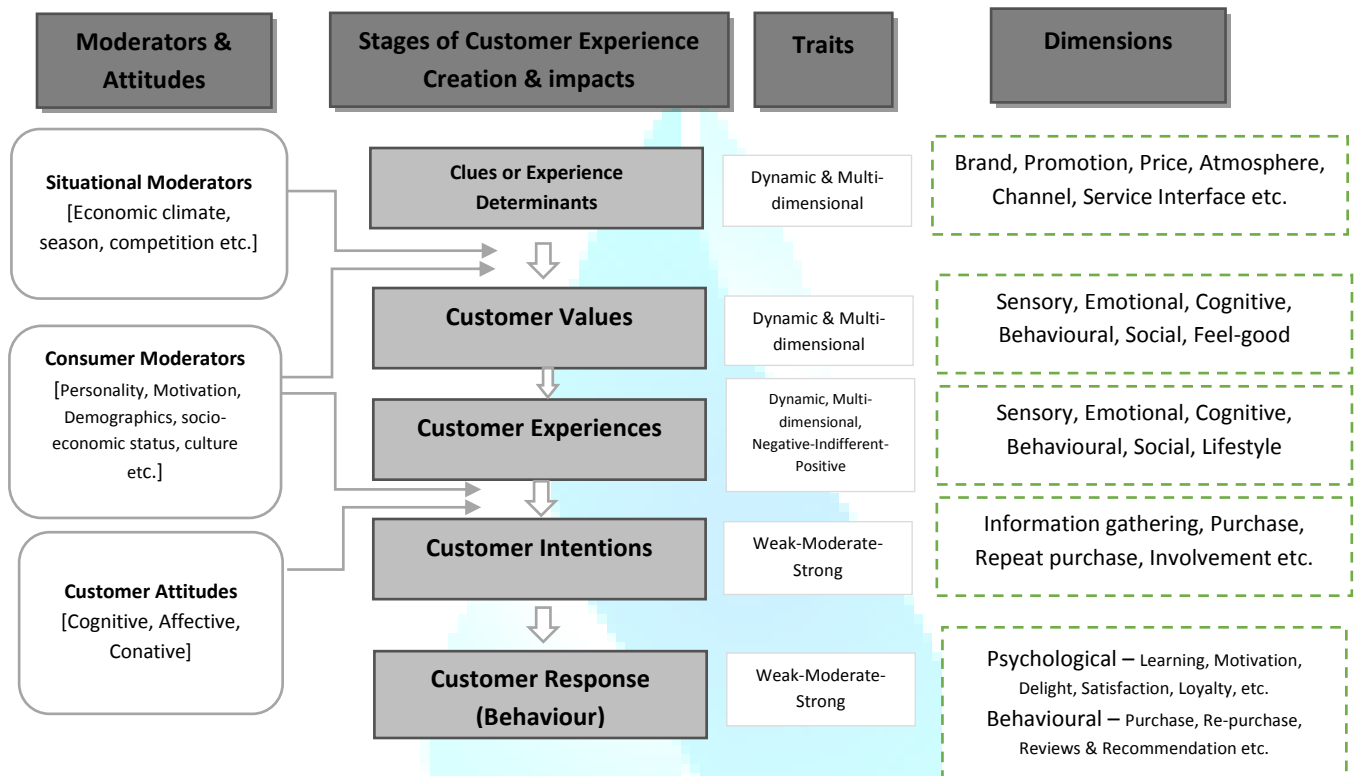 Moderators &
Attitudes
Stages of Customer Experience
Creation & impacts
Traits
Dimensions
Situational Moderators
[Economic climate,
season, competition etc.]
Consumer Moderators
[Personality, Motivation,
Demographics, socio-
economic status, culture
etc.]
Customer Attitudes
[Cognitive, Affective,
Conative]
Clues or Experience
Determinants
Dynamic & Multi-
dimensional
Brand, Promotion, Price, Atmosphere,
Channel, Service Interface etc.
Customer Values
Dynamic & Multi-
dimensional
Sensory, Emotional, Cognitive,
Behavioural, Social, Feel-good
Customer Experiences
Dynamic, Multi-
dimensional,
Negative-Indifferent-
Positive
Sensory, Emotional, Cognitive,
Behavioural, Social, Lifestyle
Customer Intentions
Weak-Moderate-
Strong
Information gathering, Purchase,
Repeat purchase, Involvement etc.
Customer Response
(Behaviour)
Weak-Moderate-
Strong
Psychological – Learning, Motivation,
Delight, Satisfaction, Loyalty, etc.
Behavioural – Purchase, Re-purchase,
Reviews & Recommendation etc.